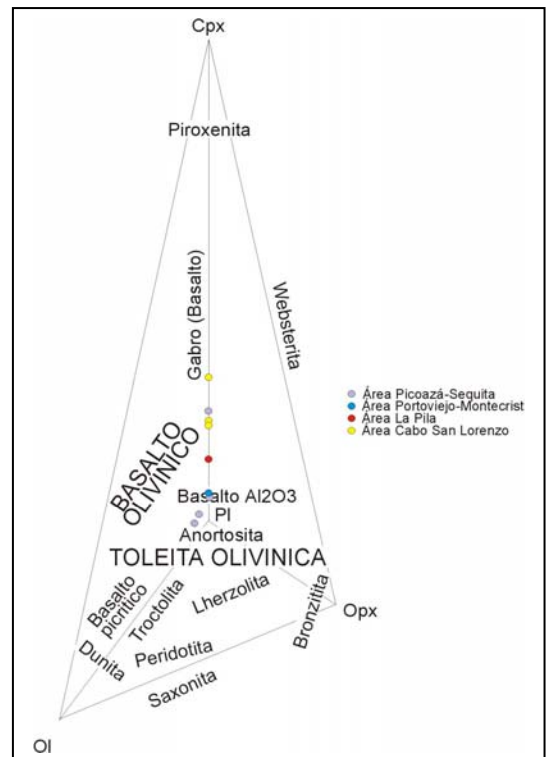 Cpx
Piroxenita
Gabro (Basalto)
Websterita
Área Picoazá-Sequita
Área Portoviejo-Montecrist
Área La Pila
Área Cabo San Lorenzo
BASALTO
OLIVINICO
Basalto Al2O3
Pl
Anortosita
TOLEITA OLIVINICA
Basalto
picritico
Troctolita
Lherzolita
Bronzitita
Opx
Dunita
Peridotita
Saxonita
Ol